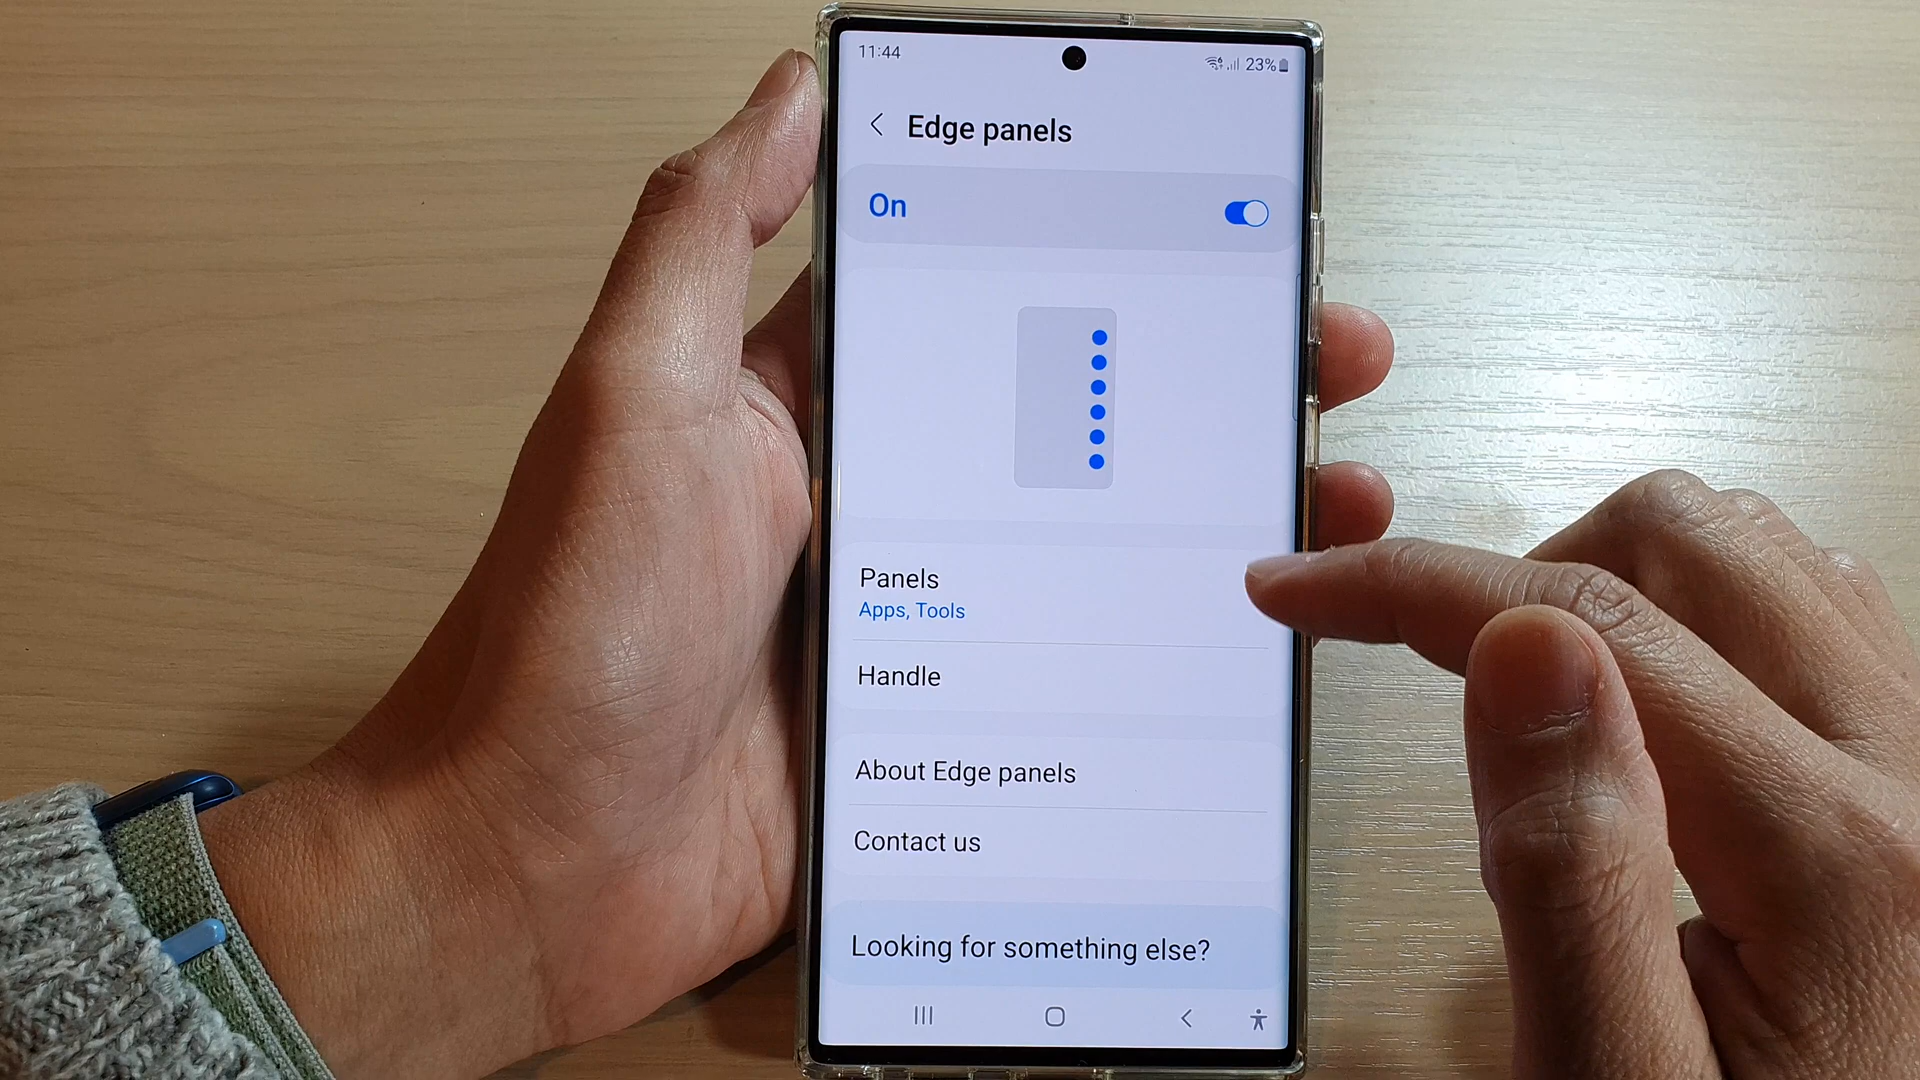 11:44
23%
Edge panels
On
Panels
Apps, Tools
Handle
About Edge panels
Contact us
Looking for something else?